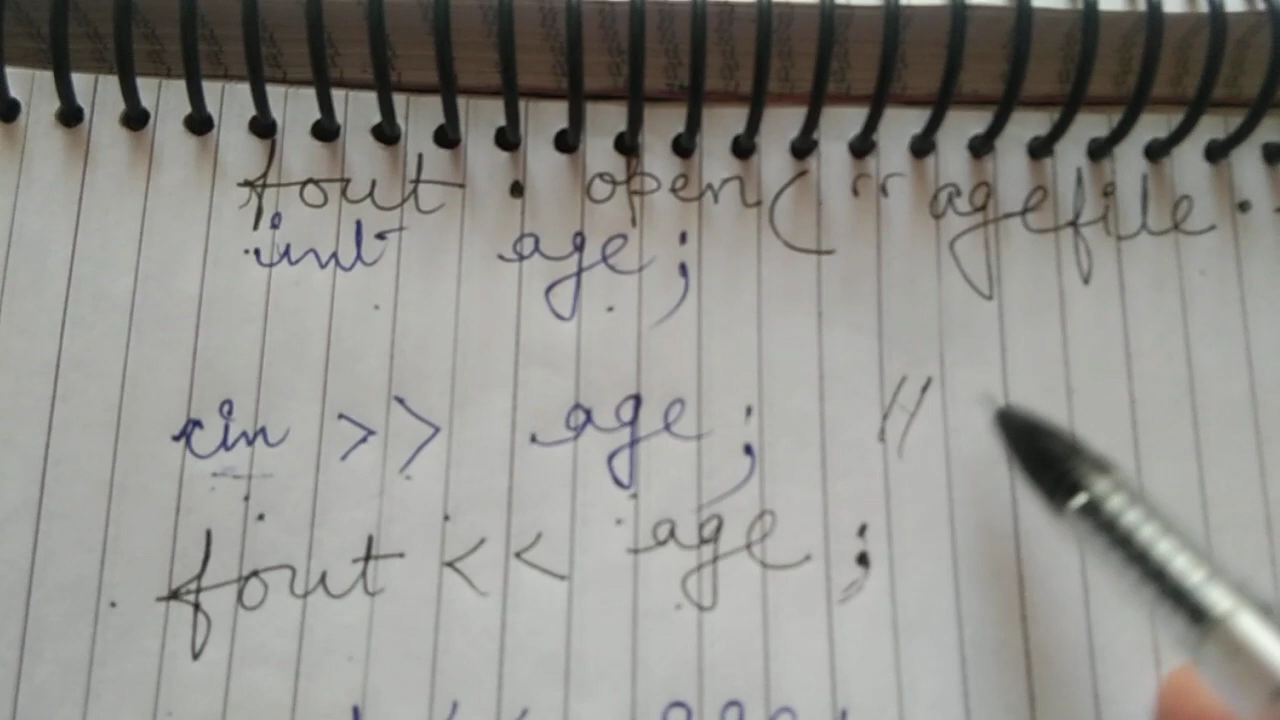 fout . open ( " agefile .
int age ;
cin >> age ; //
fout << age ;